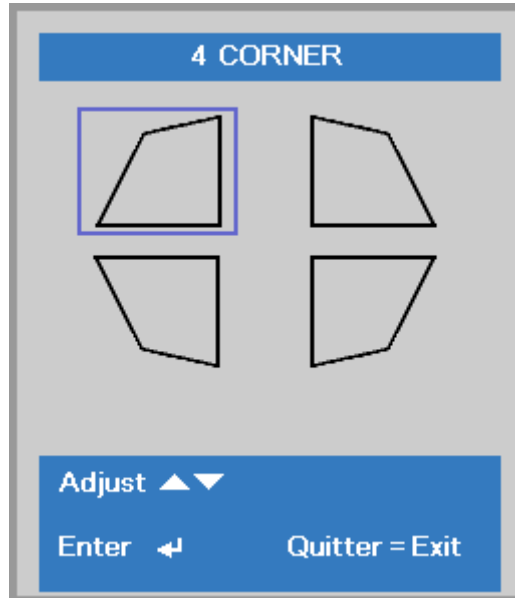 4 CORNER
Adjust ▲▼
Enter ↵
Quitter = Exit